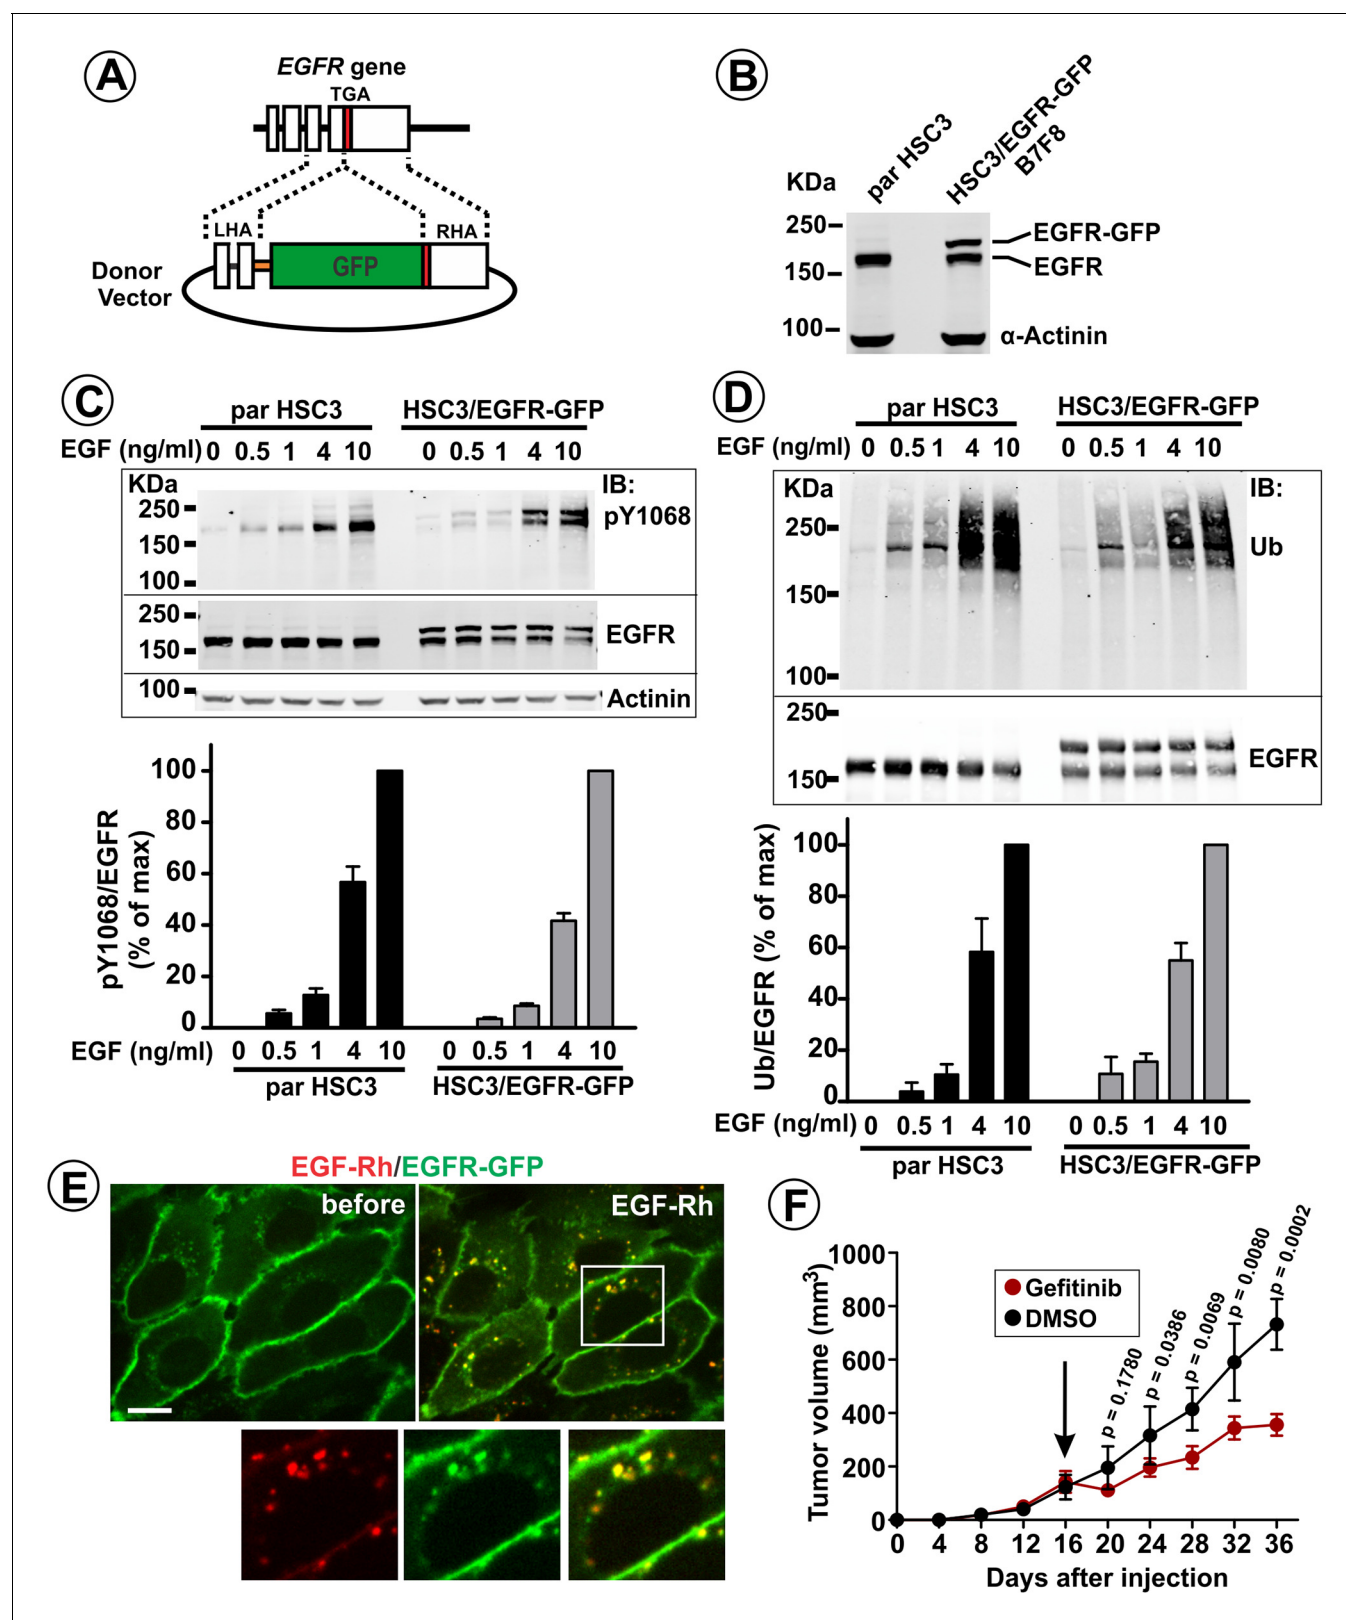 A
EGFR gene
TGA
LHA
RHA
GFP
Donor
Vector
B
par HSC3
HSC3/EGFR-GFP
B7F8
KDa
250
150
100
EGFR-GFP
EGFR
α-Actinin
C
par HSC3
HSC3/EGFR-GFP
EGF (ng/ml) 0 0.5 1 4 10 0 0.5 1 4 10
KDa
IB:
250
pY1068
150
100
250
EGFR
150
100
Actinin
pY1068/EGFR
(% of max)
100
80
60
40
20
0
EGF (ng/ml) 0 0.5 1 4 10 0 0.5 1 4 10
par HSC3
HSC3/EGFR-GFP
D
par HSC3
HSC3/EGFR-GFP
EGF (ng/ml) 0 0.5 1 4 10 0 0.5 1 4 10
KDa
IB:
250
Ub
150
100
250
EGFR
150
Ub/EGFR (% of max)
100
80
60
40
20
0
EGF (ng/ml) 0 0.5 1 4 10 0 0.5 1 4 10
par HSC3
HSC3/EGFR-GFP
E
EGF-Rh/EGFR-GFP
before
EGF-Rh
F
Tumor volume (mm³)
1000
800
600
400
200
0
Gefitinib
DMSO
p = 0.1780
p = 0.0386
p = 0.0069
p = 0.0080
p = 0.0002
0 4 8 12 16 20 24 28 32 36
Days after injection